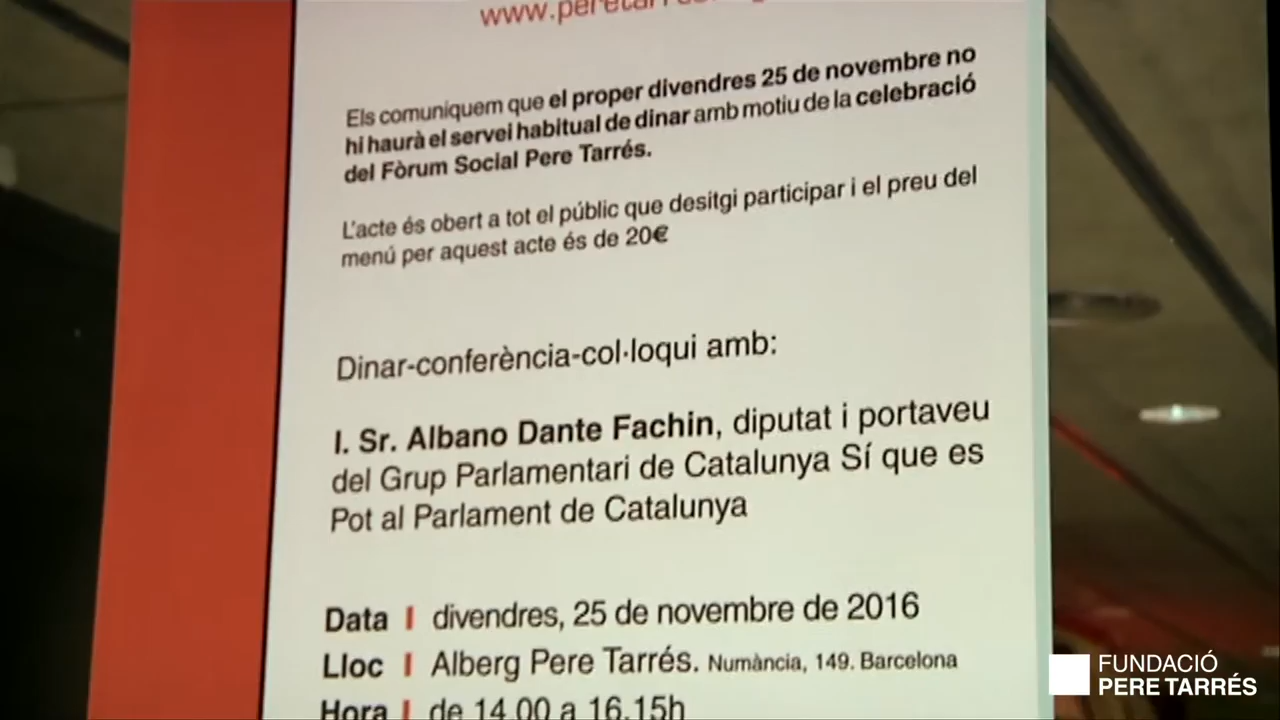 Els comuniquem que el proper divendres 25 de novembre no
hi haurà el servei habitual de dinar amb motiu de la celebració
del Fòrum Social Pere Tarrés.
L'acte és obert a tot el públic que desitgi participar i el preu del
menú per aquest acte és de 20€
Dinar-conferència-col·loqui amb:
I. Sr. Albano Dante Fachin, diputat i portaveu
del Grup Parlamentari de Catalunya Sí que es
Pot al Parlament de Catalunya
Data | divendres, 25 de novembre de 2016
Lloc | Alberg Pere Tarrés. Numància, 149. Barcelona
Hora | de 14.00 a 16.15h
FUNDACIÓ
PERE TARRÉS